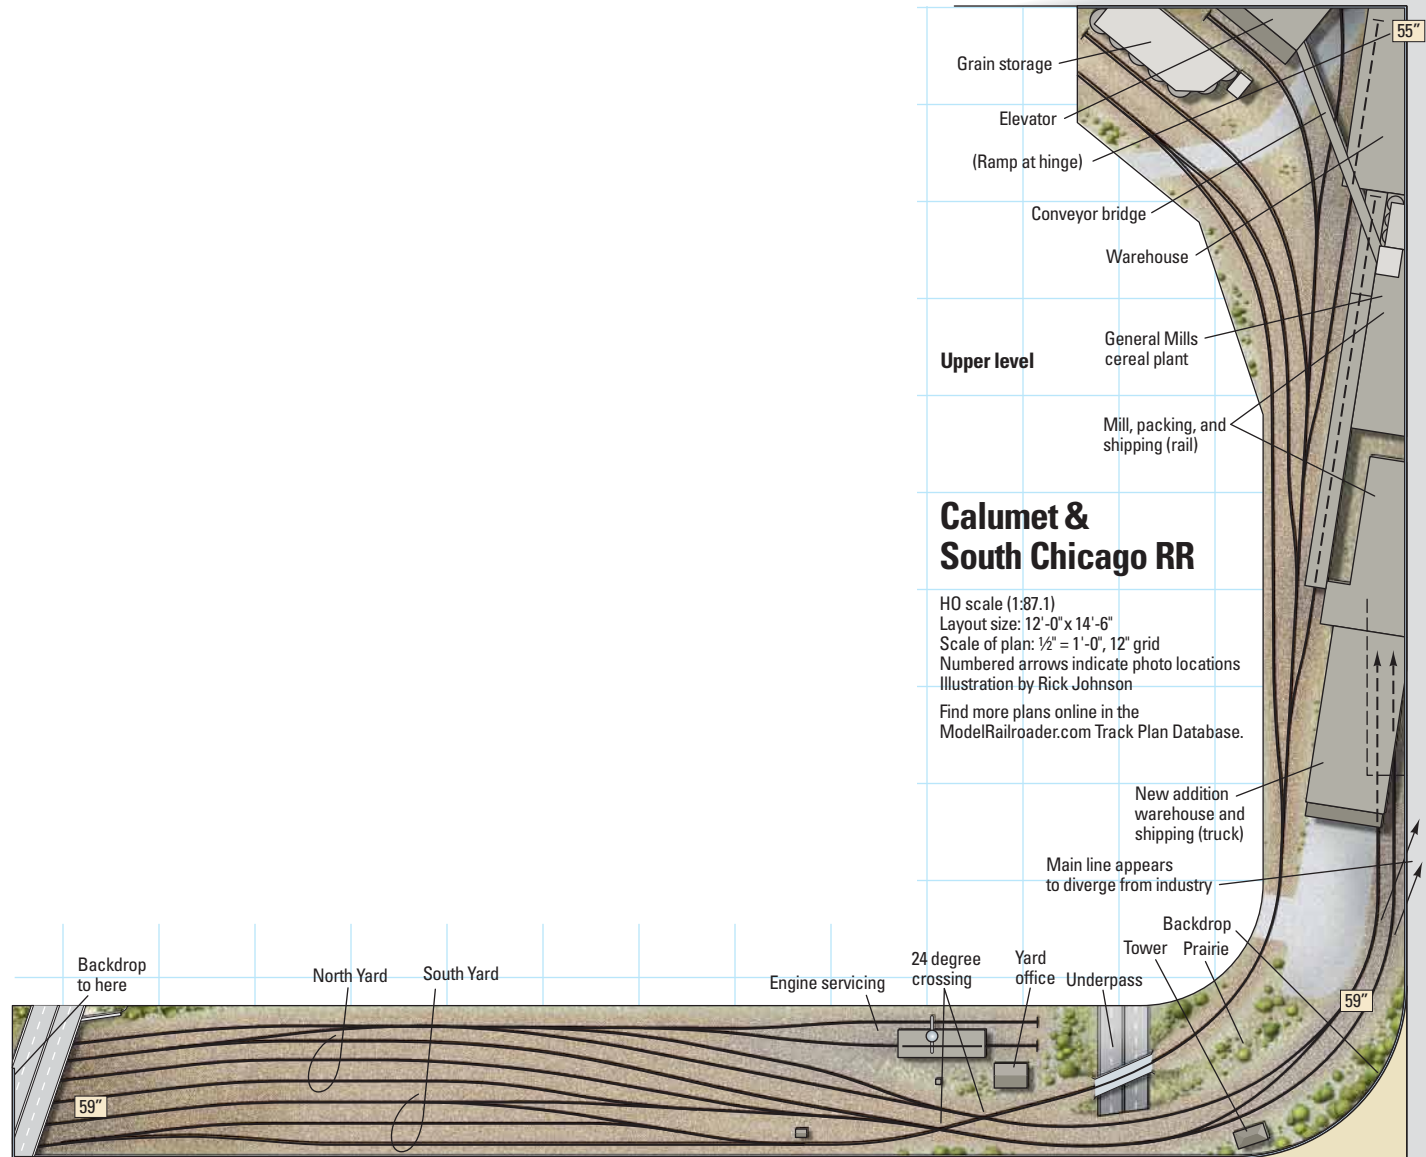 55"
Grain storage
Elevator
(Ramp at hinge)
Conveyor bridge
Warehouse
General Mills
cereal plant
Upper level
Mill, packing, and
shipping (rail)
Calumet &
South Chicago RR
HO scale (1:87.1)
Layout size: 12'-0" x 14'-6"
Scale of plan: ½" = 1'-0", 12" grid
Numbered arrows indicate photo locations
Illustration by Rick Johnson
Find more plans online in the
ModelRailroader.com Track Plan Database.
New addition
warehouse and
shipping (truck)
Main line appears
to diverge from industry
Backdrop
Tower
Prairie
Backdrop
to here
North Yard
South Yard
Engine servicing
24 degree
crossing
Yard
office
Underpass
59"
59"